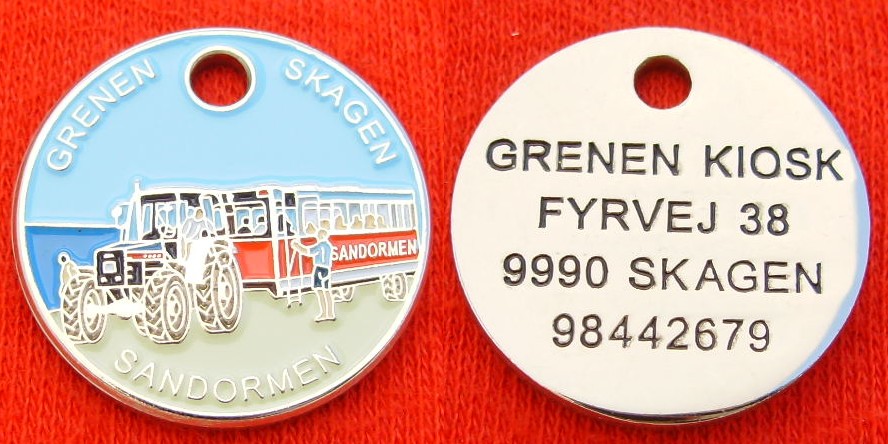 GRENEN SKAGEN
SANDORMEN
SANDORMEN
GRENEN KIOSK
FYRVEJ 38
9990 SKAGEN
98442679